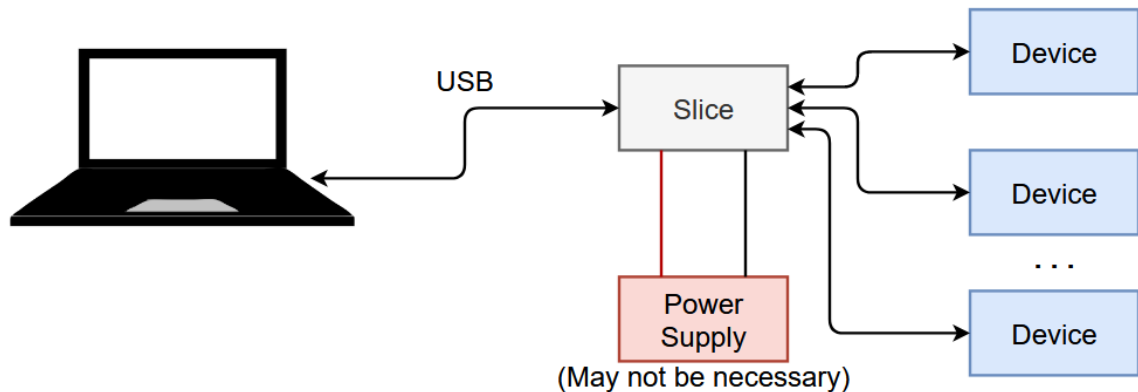 USB
Slice
Device
Device
. . .
Device
Power
Supply
(May not be necessary)